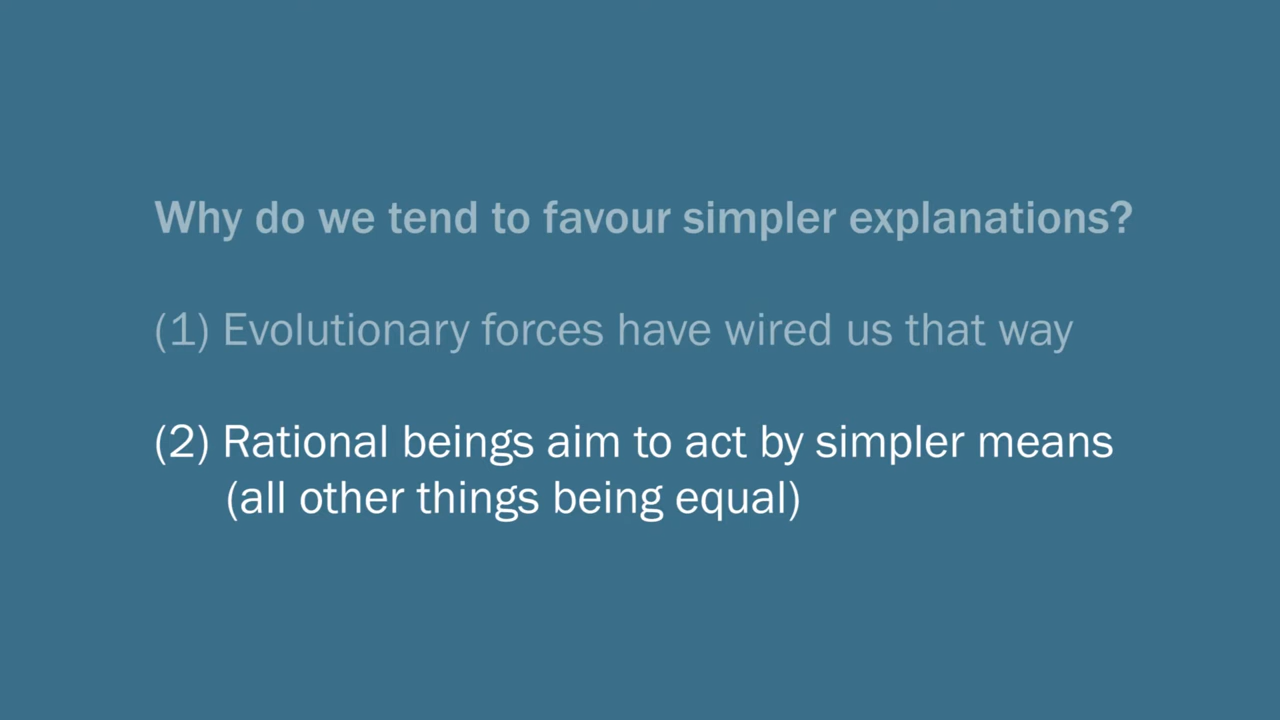 Why do we tend to favour simpler explanations?
(1) Evolutionary forces have wired us that way
(2) Rational beings aim to act by simpler means
(all other things being equal)